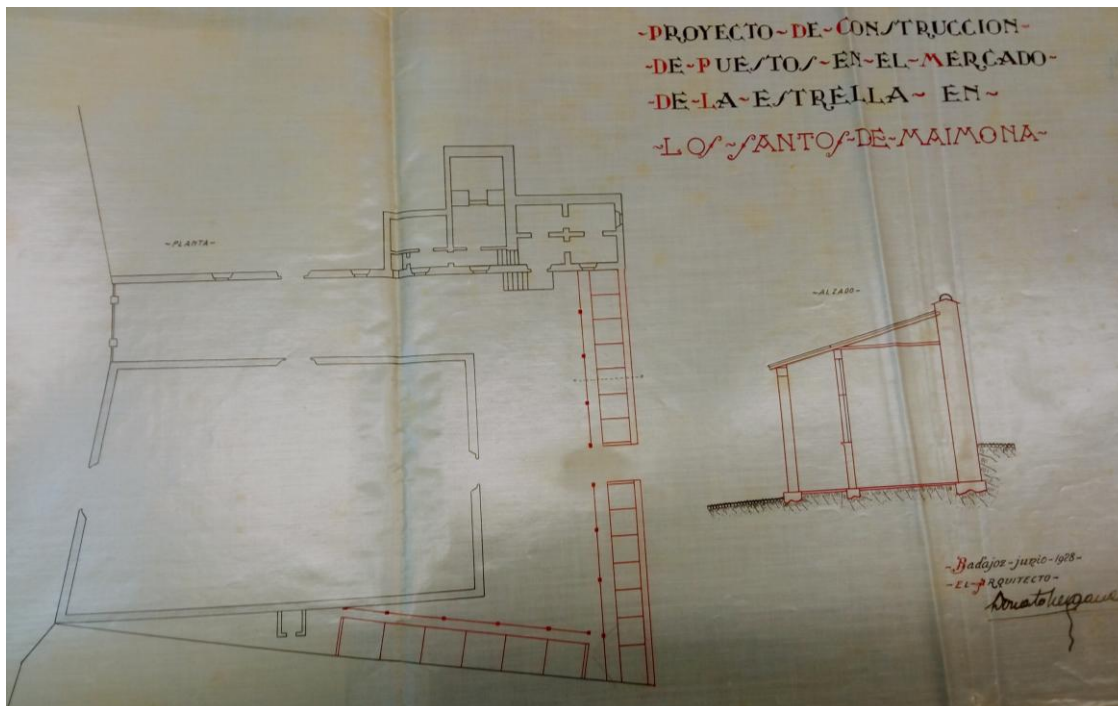 -PROYECTO-DE-CONSTRUCCION
-DE-PUESTOS-EN-EL-MERCADO-
-DE-LA-ESTRELLA- EN -
-LOS-SANTOS-DE-MAIMONA-
-PLANTA-
-ALZADO-
-Badajoz-junio-1928-
-EL-ARQUITECTO-